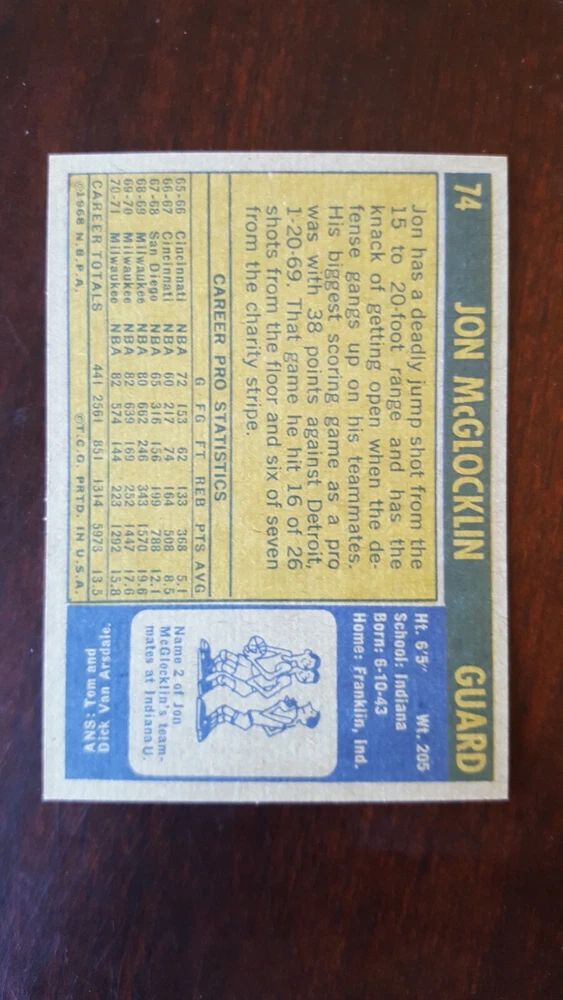 74 JON McGLOCKLIN GUARD
Jon has a deadly jump shot from the
15 to 20-foot range and has the
knack of getting open when the de-
fense gangs up on his teammates.
His biggest scoring game as a pro
was with 38 points against Detroit,
1-20-69. That game he hit 16 of 26
shots from the floor and six of seven
from the charity stripe.
CAREER PRO STATISTICS
G FG FT REB PTS AVG
65-66 Cincinnati NBA 72 153 62 133 368 5.1
66-67 Cincinnati NBA 60 217 74 164 508 8.5
67-68 San Diego NBA 65 316 156 199 788 12.1
68-69 Milwaukee NBA 80 662 246 343 1570 19.6
69-70 Milwaukee NBA 82 639 169 252 1447 17.6
70-71 Milwaukee NBA 82 574 144 223 1292 15.8
CAREER TOTALS 441 2561 851 1314 5973 13.5
©1968 N.B.P.A. ©T.C.G. PRTD. IN U.S.A.
Ht. 6'5" Wt. 205
School: Indiana
Born: 6-10-43
Home: Franklin, Ind.
Name 2 of Jon
McGlocklin's team-
mates at Indiana U.
ANS: Tom and
Dick Van Arsdale.